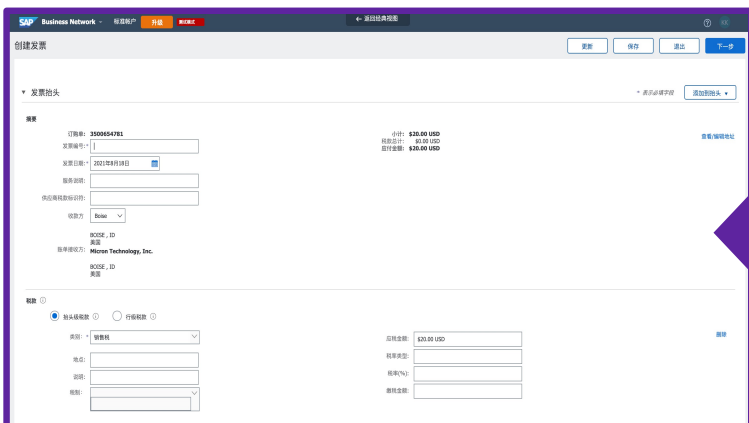 SAP Business Network 标准帐户 升级 测试模式 ← 返回经典视图
创建发票 更新 保存 退出 下一步
▼ 发票抬头 * 表示必填字段 添加到抬头 ▼
摘要
订购单: 3500654781 小计: $20.00 USD 查看/编辑地址
发票编号:* 税款总计: $0.00 USD
应付金额: $20.00 USD
发票日期:* 2021年8月18日
服务说明:
供应商税款标识符:
收款方 Boise
BOISE , ID
美国
账单接收方: Micron Technology, Inc.
BOISE , ID
美国
税款
抬头级税款 行级税款
类别: * 销售税 应税金额: $20.00 USD 删除
地点: 税率类型:
说明: 税率(%):
税制: 缴税金额: